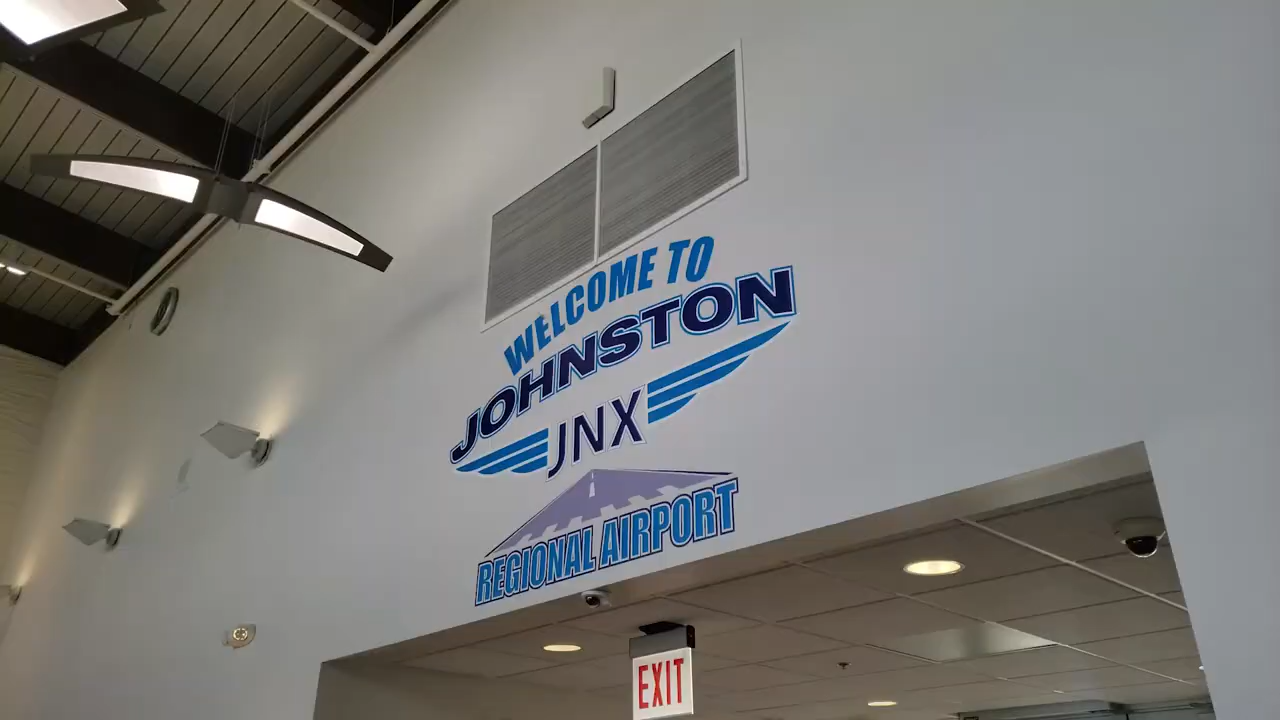 WELCOME TO
JOHNSTON
JNX
REGIONAL AIRPORT
EXIT